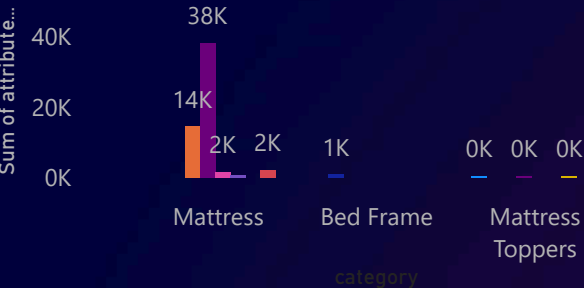 Sum of attribute...
40K
20K
0K
38K
14K
2K
2K
1K
0K
0K
0K
Mattress
Bed Frame
Mattress
Toppers
category